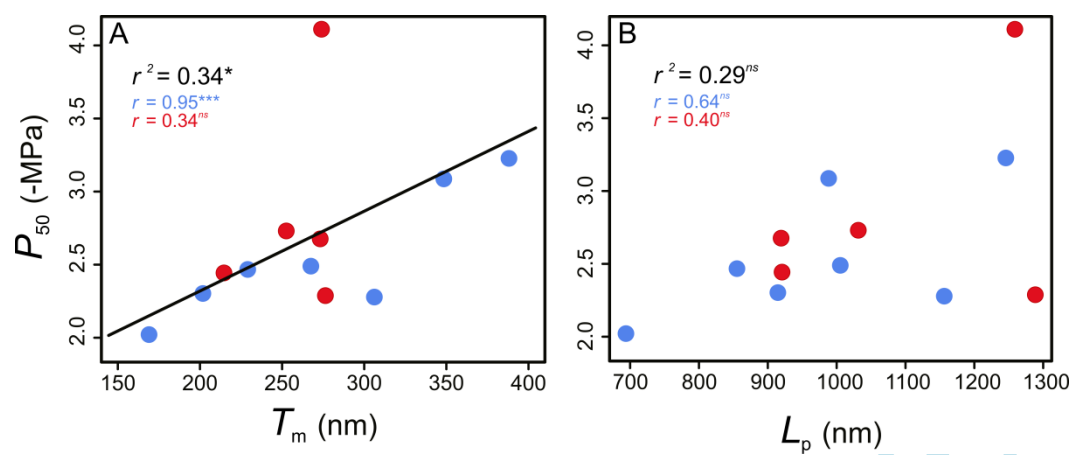 A
r 2 = 0.34*
r = 0.95***
r = 0.34ns
P50 (-MPa)
4.0
3.5
3.0
2.5
2.0
150 200 250 300 350 400
Tm (nm)
B
r 2 = 0.29ns
r = 0.64ns
r = 0.40ns
4.0
3.5
3.0
2.5
2.0
700 800 900 1000 1100 1200 1300
Lp (nm)